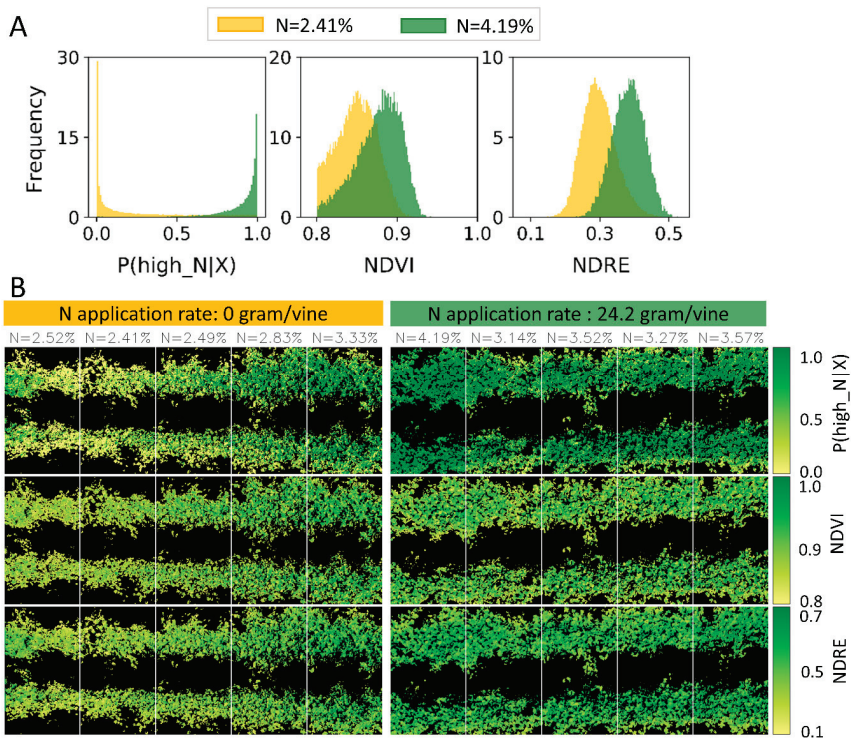 A
N=2.41%
N=4.19%
30
15
0
Frequency
0.0
0.5
1.0
P(high_N|X)
20
10
0
0.8
0.9
1.0
NDVI
10
5
0
0.1
0.3
0.5
NDRE
B
N application rate: 0 gram/vine
N application rate : 24.2 gram/vine
N=2.52% N=2.41% N=2.49% N=2.83% N=3.33%
N=4.19% N=3.14% N=3.52% N=3.27% N=3.57%
1.0
0.5
0.0
P(high_N|X)
1.0
0.9
0.8
NDVI
0.7
0.5
0.1
NDRE